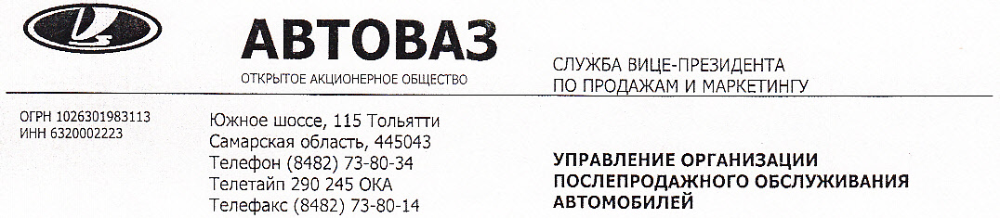 АВТОВАЗ
ОТКРЫТОЕ АКЦИОНЕРНОЕ ОБЩЕСТВО
СЛУЖБА ВИЦЕ-ПРЕЗИДЕНТА
ПО ПРОДАЖАМ И МАРКЕТИНГУ
ОГРН 1026301983113
ИНН 6320002223
Южное шоссе, 115 Тольятти
Самарская область, 445043
Телефон (8482) 73-80-34
Телетайп 290 245 ОКА
Телефакс (8482) 73-80-14
УПРАВЛЕНИЕ ОРГАНИЗАЦИИ
ПОСЛЕПРОДАЖНОГО ОБСЛУЖИВАНИЯ
АВТОМОБИЛЕЙ